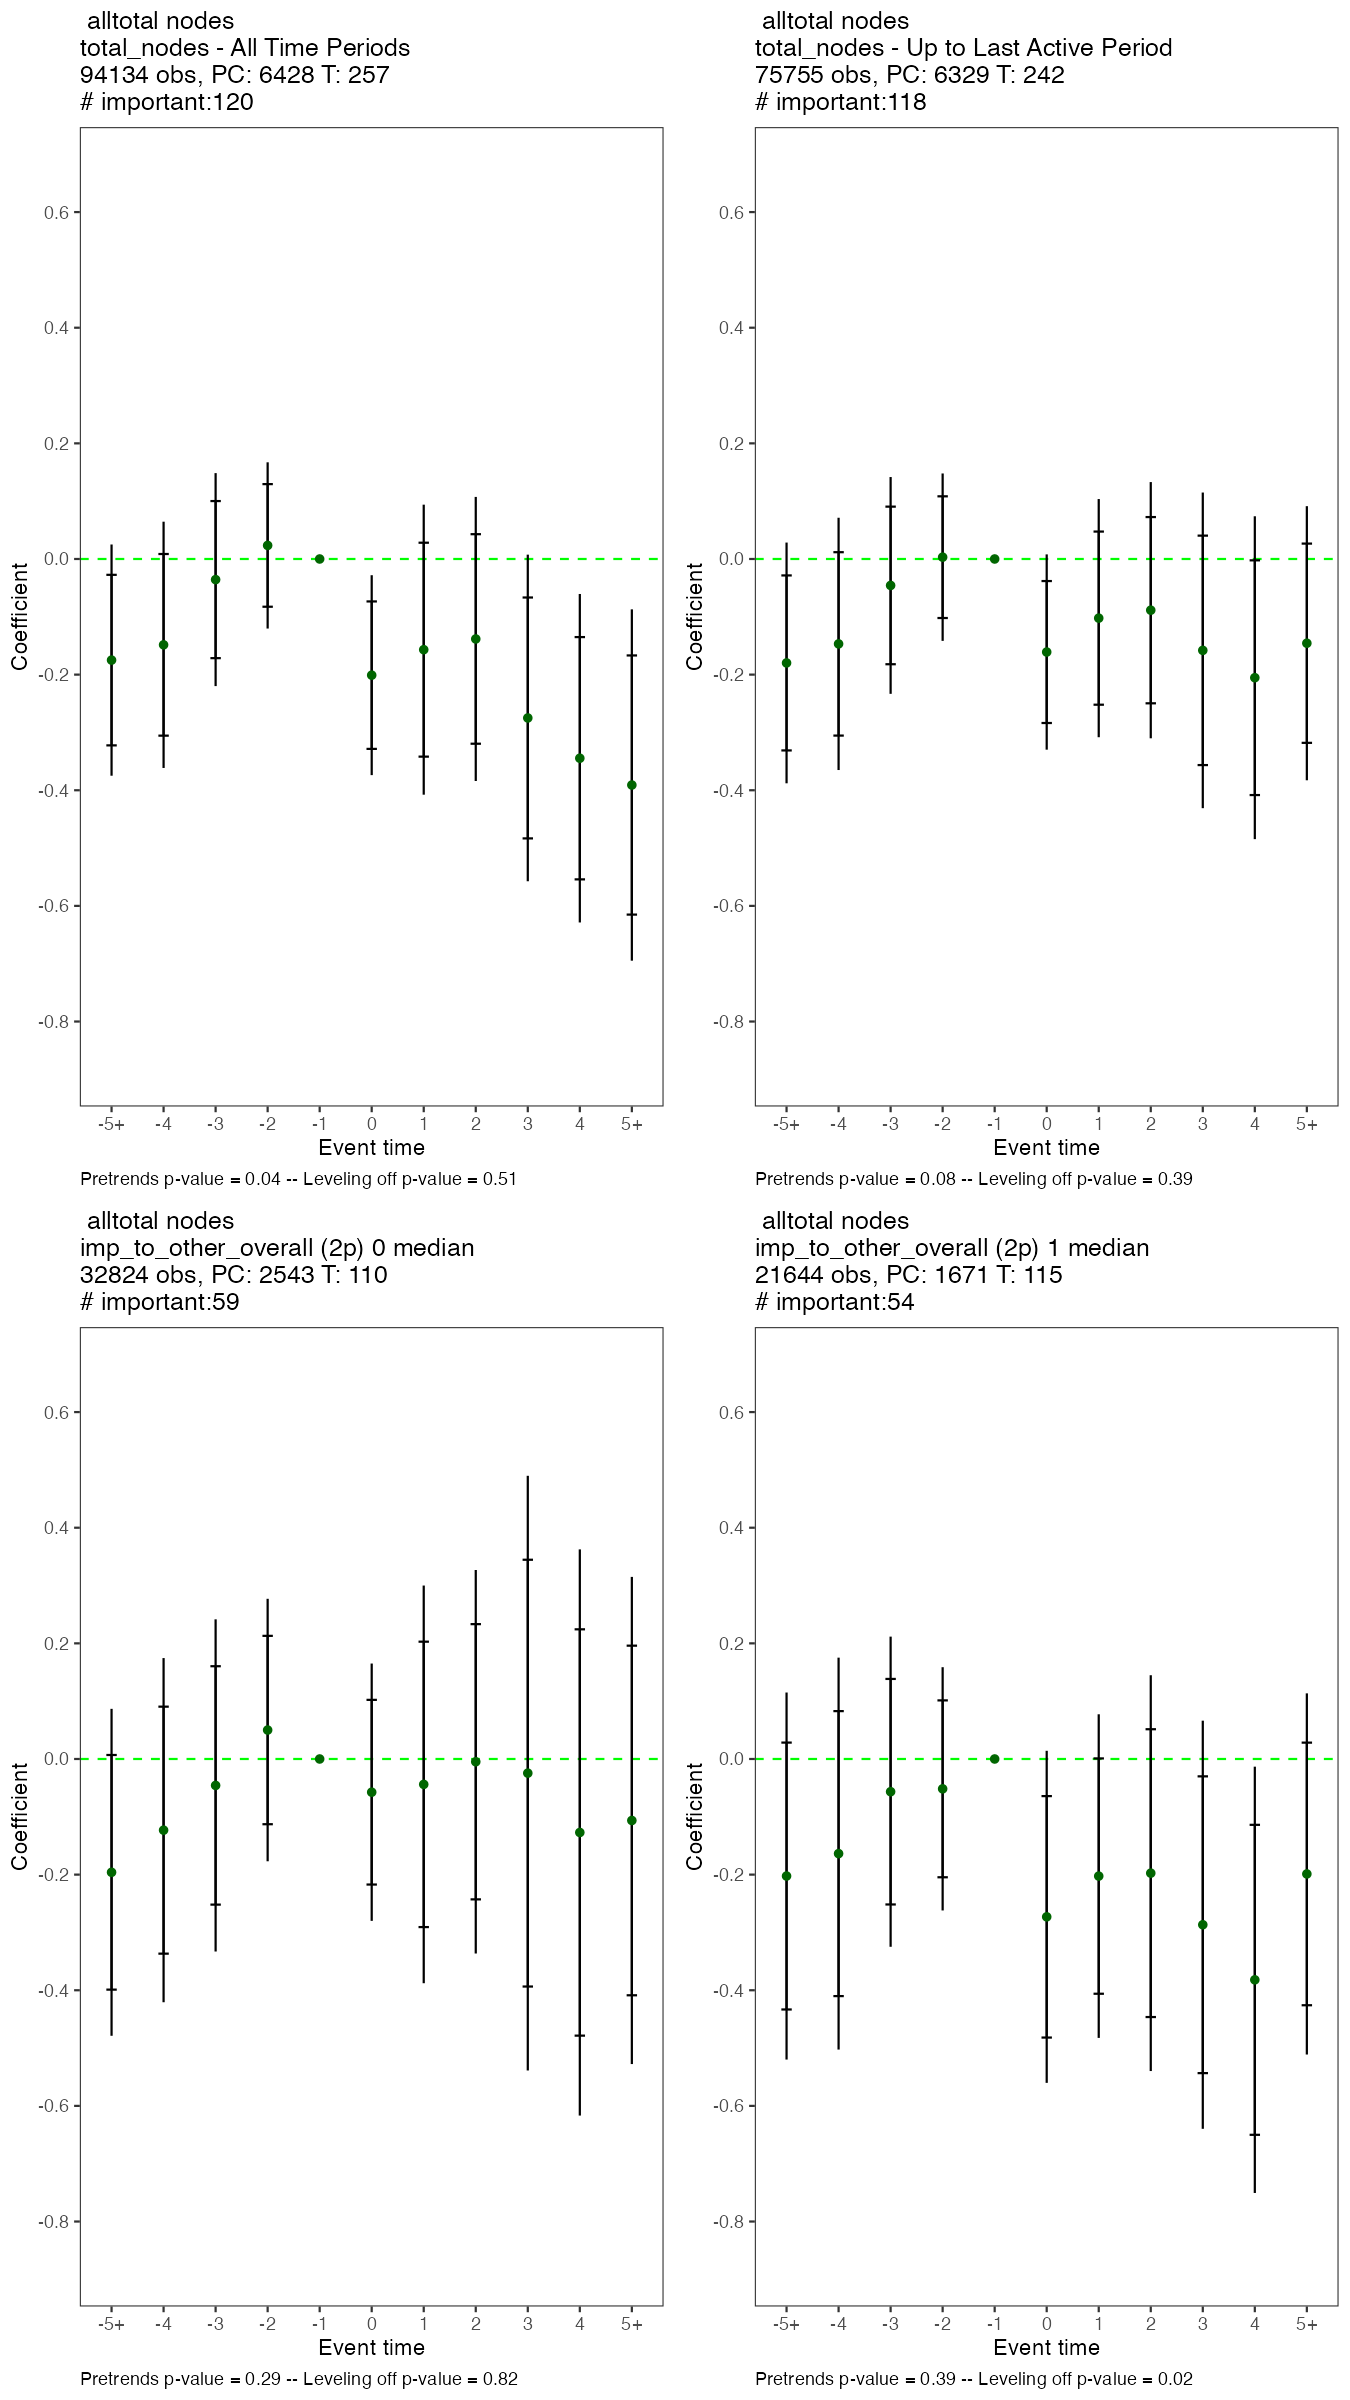 alltotal nodes
total_nodes - All Time Periods
94134 obs, PC: 6428 T: 257
# important:120
0.6
0.4
0.2
0.0
-0.2
-0.4
-0.6
-0.8
Coefficient
-5+ -4 -3 -2 -1 0 1 2 3 4 5+
Event time
Pretrends p-value = 0.04 -- Leveling off p-value = 0.51
alltotal nodes
total_nodes - Up to Last Active Period
75755 obs, PC: 6329 T: 242
# important:118
0.6
0.4
0.2
0.0
-0.2
-0.4
-0.6
-0.8
Coefficient
-5+ -4 -3 -2 -1 0 1 2 3 4 5+
Event time
Pretrends p-value = 0.08 -- Leveling off p-value = 0.39
alltotal nodes
imp_to_other_overall (2p) 0 median
32824 obs, PC: 2543 T: 110
# important:59
0.6
0.4
0.2
0.0
-0.2
-0.4
-0.6
-0.8
Coefficient
-5+ -4 -3 -2 -1 0 1 2 3 4 5+
Event time
Pretrends p-value = 0.29 -- Leveling off p-value = 0.82
alltotal nodes
imp_to_other_overall (2p) 1 median
21644 obs, PC: 1671 T: 115
# important:54
0.6
0.4
0.2
0.0
-0.2
-0.4
-0.6
-0.8
Coefficient
-5+ -4 -3 -2 -1 0 1 2 3 4 5+
Event time
Pretrends p-value = 0.39 -- Leveling off p-value = 0.02